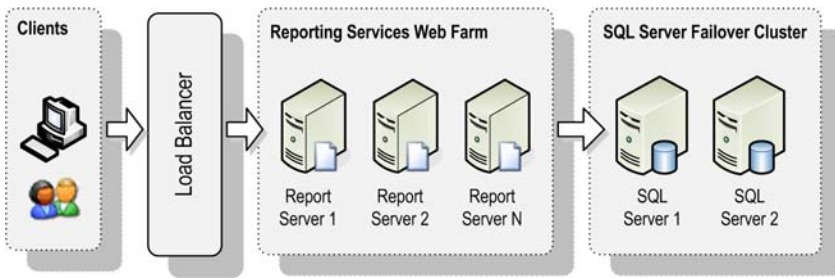 Clients
Load Balancer
Reporting Services Web Farm
Report
Server 1
Report
Server 2
Report
Server N
SQL Server Failover Cluster
SQL
Server 1
SQL
Server 2